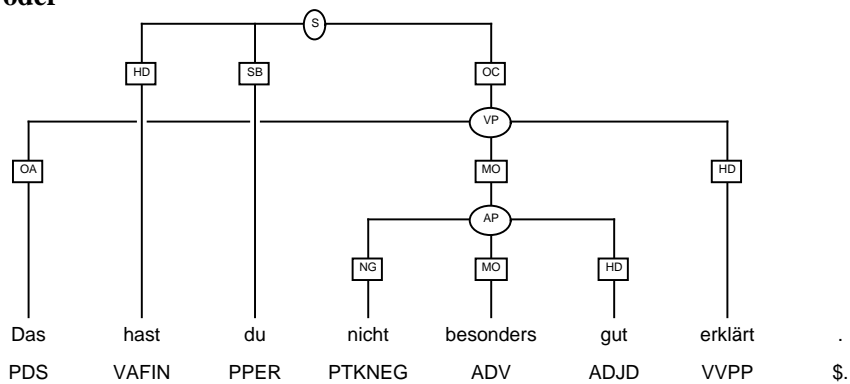 oder
S
HD SB OC
VP
OA MO HD
AP
NG MO HD
Das hast du nicht besonders gut erklärt .
PDS VAFIN PPER PTKNEG ADV ADJD VVPP $.